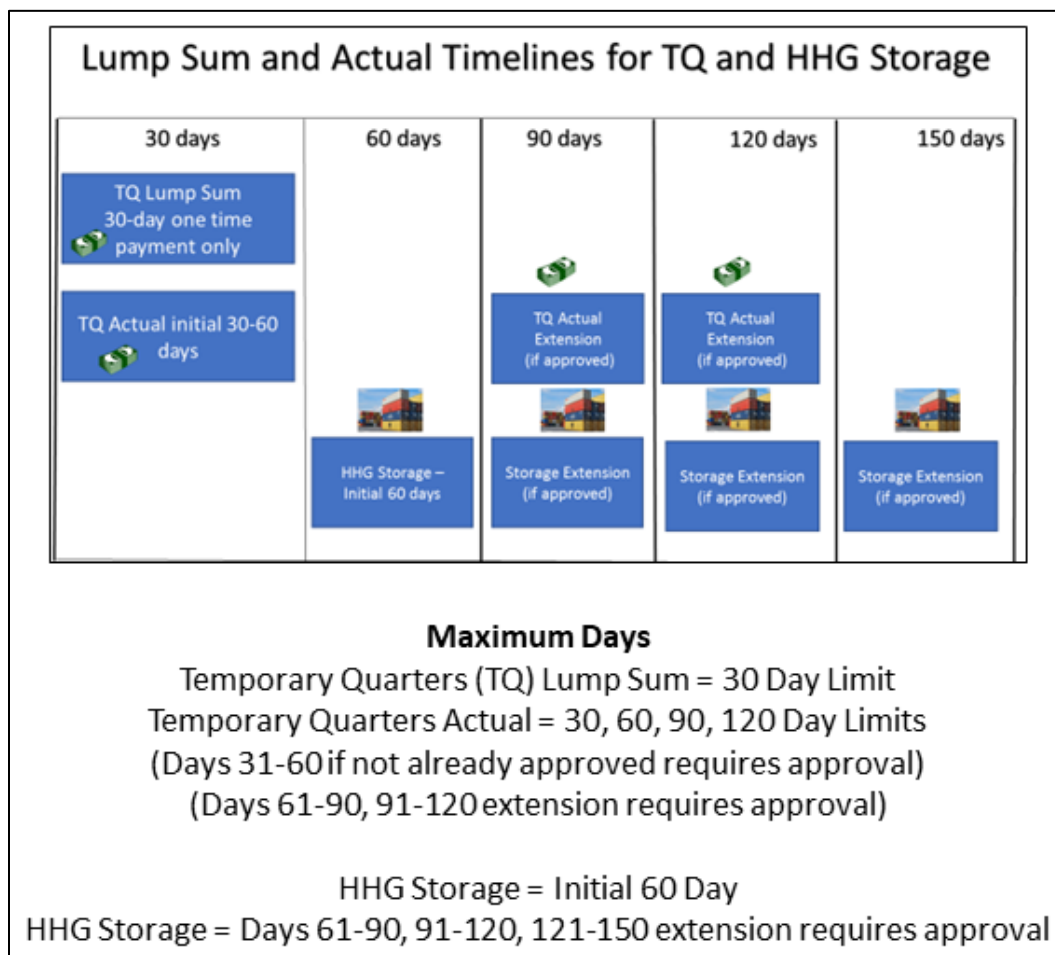 Lump Sum and Actual Timelines for TQ and HHG Storage
30 days
60 days
90 days
120 days
150 days
TQ Lump Sum
30-day one time
payment only
TQ Actual initial 30-60
days
TQ Actual
Extension
(if approved)
TQ Actual
Extension
(if approved)
HHG Storage –
Initial 60 days
Storage Extension
(if approved)
Storage Extension
(if approved)
Storage Extension
(if approved)
Maximum Days
Temporary Quarters (TQ) Lump Sum = 30 Day Limit
Temporary Quarters Actual = 30, 60, 90, 120 Day Limits
(Days 31-60 if not already approved requires approval)
(Days 61-90, 91-120 extension requires approval)
HHG Storage = Initial 60 Day
HHG Storage = Days 61-90, 91-120, 121-150 extension requires approval